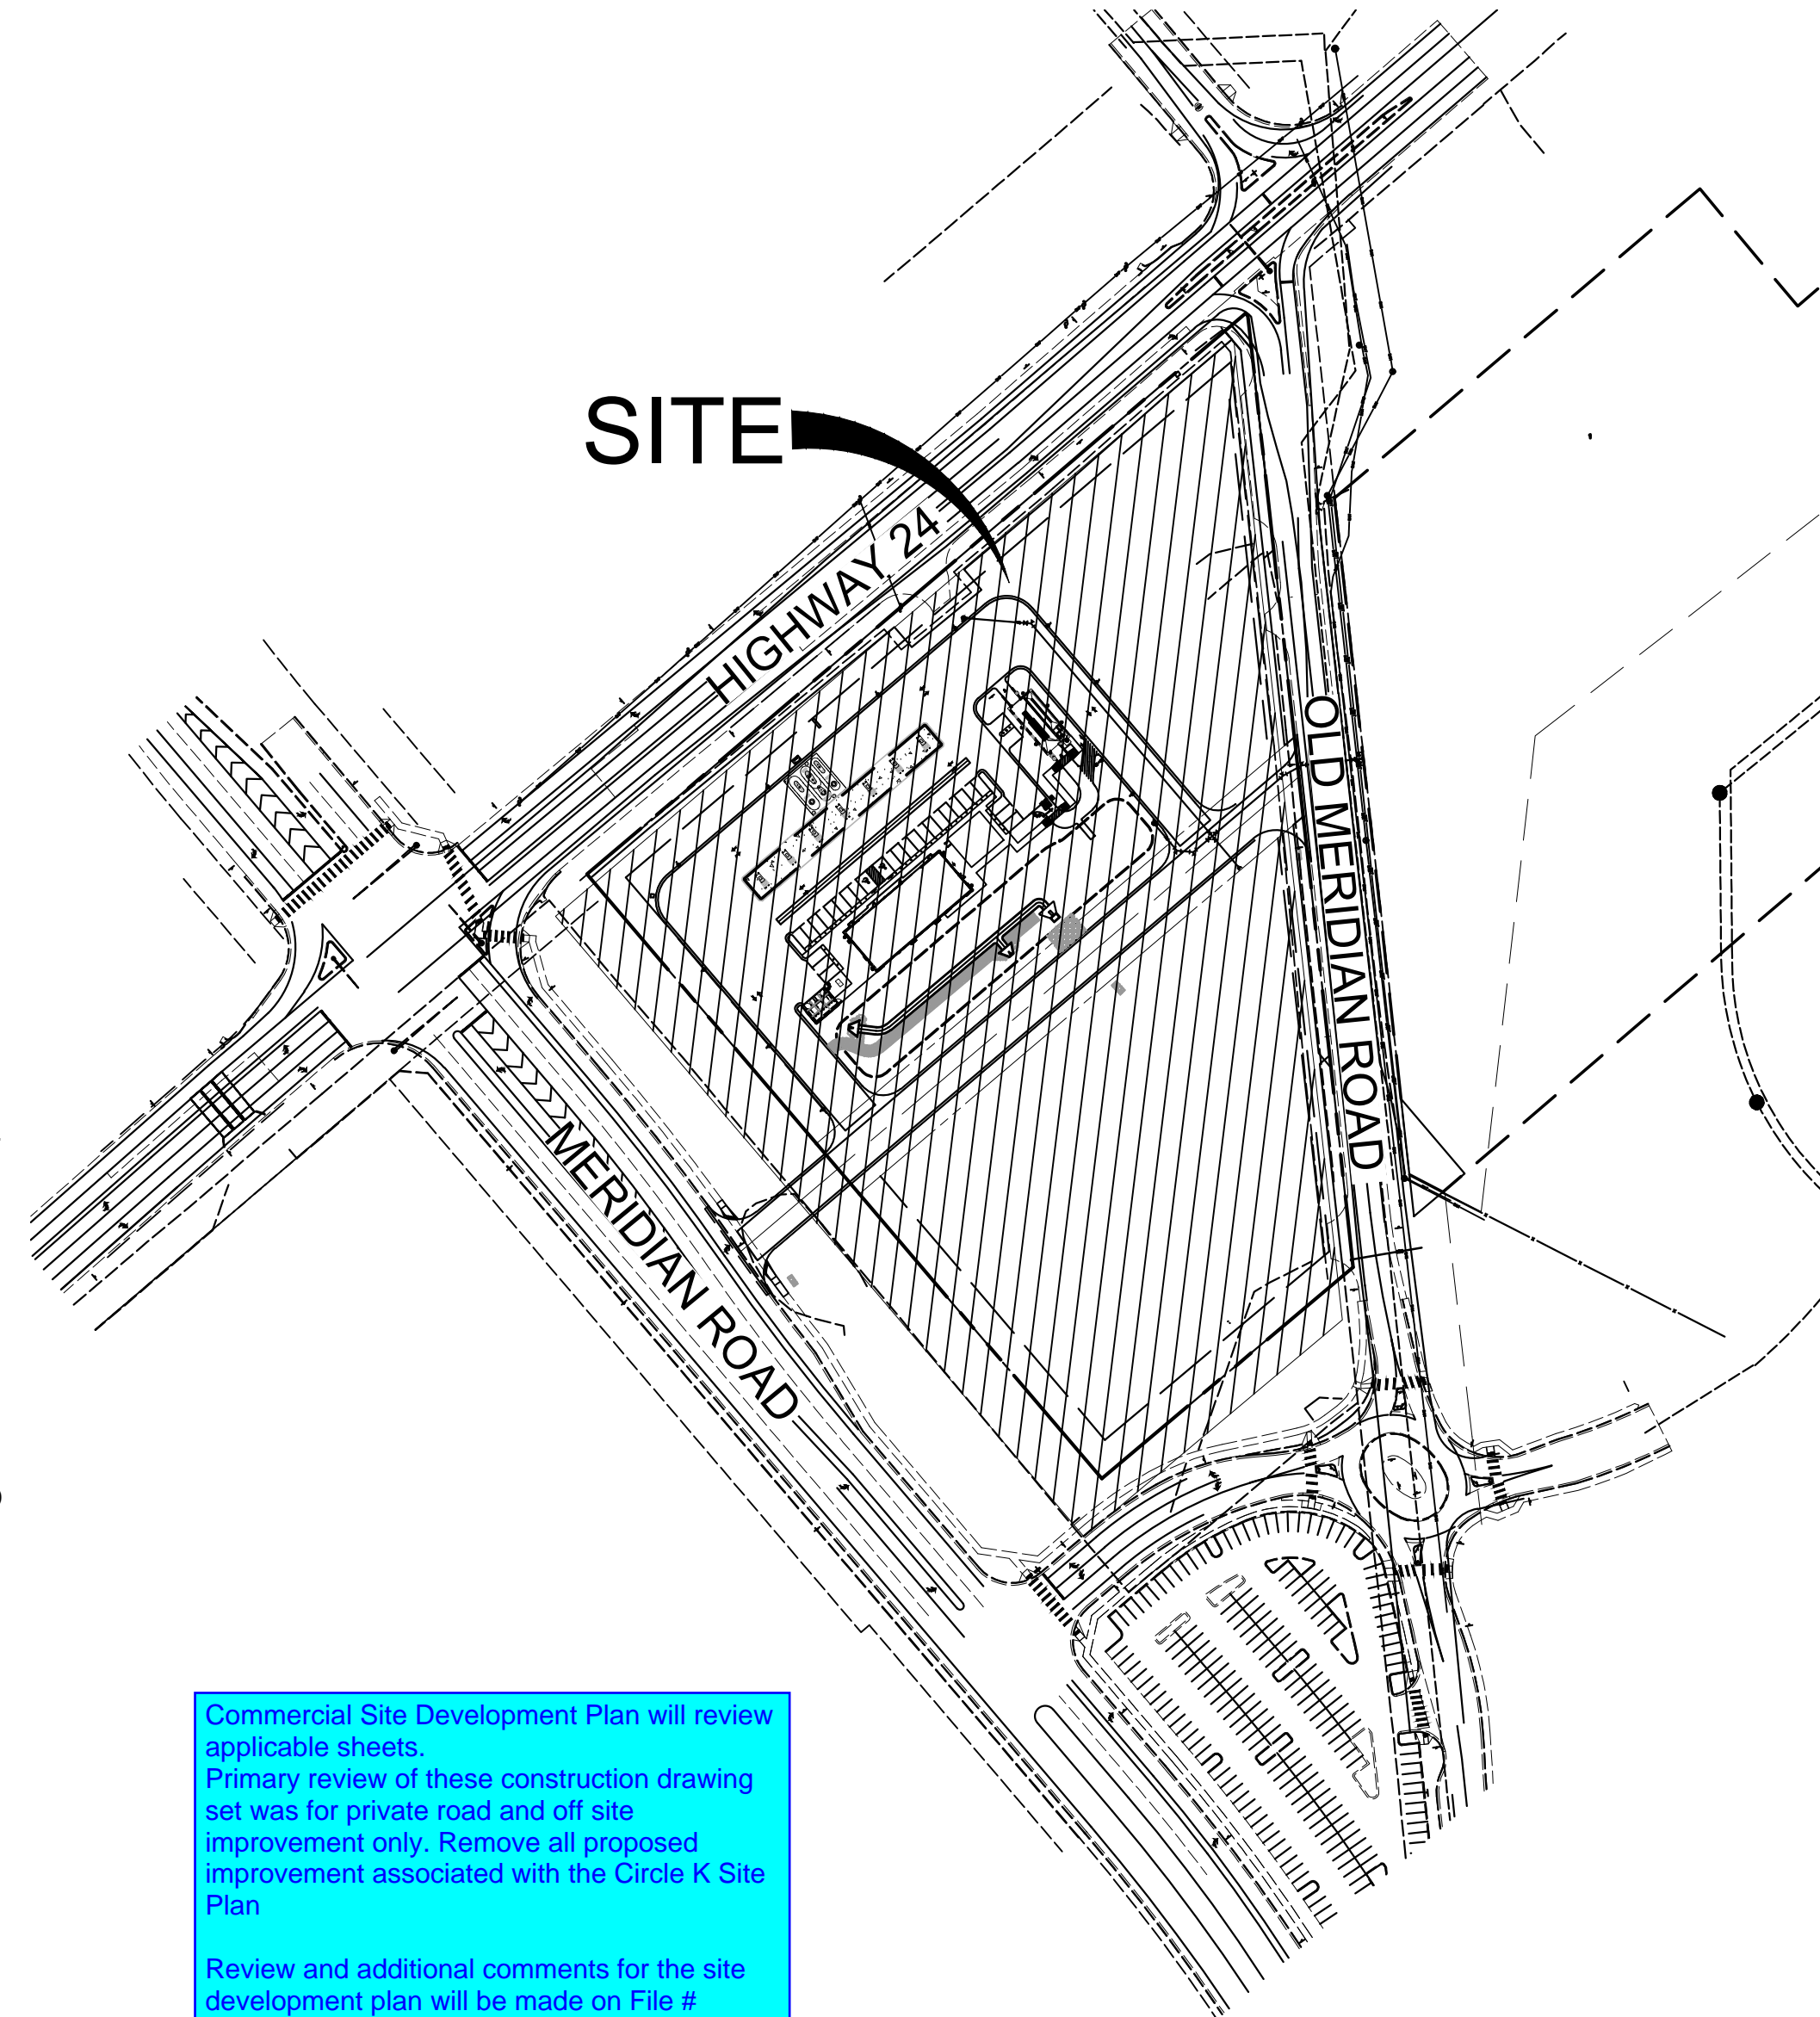 SITE
HIGHWAY 24
OLD MERIDIAN ROAD
MERIDIAN ROAD
Commercial Site Development Plan will review
applicable sheets.
Primary review of these construction drawing
set was for private road and off site
improvement only. Remove all proposed
improvement associated with the Circle K Site
Plan
Review and additional comments for the site
development plan will be made on File #